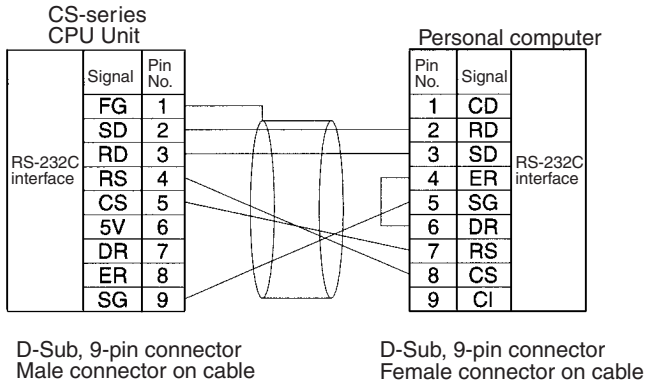 CS-series
CPU Unit
Personal computer
Signal Pin No.
Pin No. Signal
FG 1
1 CD
SD 2
2 RD
RD 3
3 SD
RS 4
4 ER
CS 5
5 SG
5V 6
6 DR
DR 7
7 RS
ER 8
8 CS
SG 9
9 CI
RS-232C
interface
RS-232C
interface
D-Sub, 9-pin connector
Male connector on cable
D-Sub, 9-pin connector
Female connector on cable